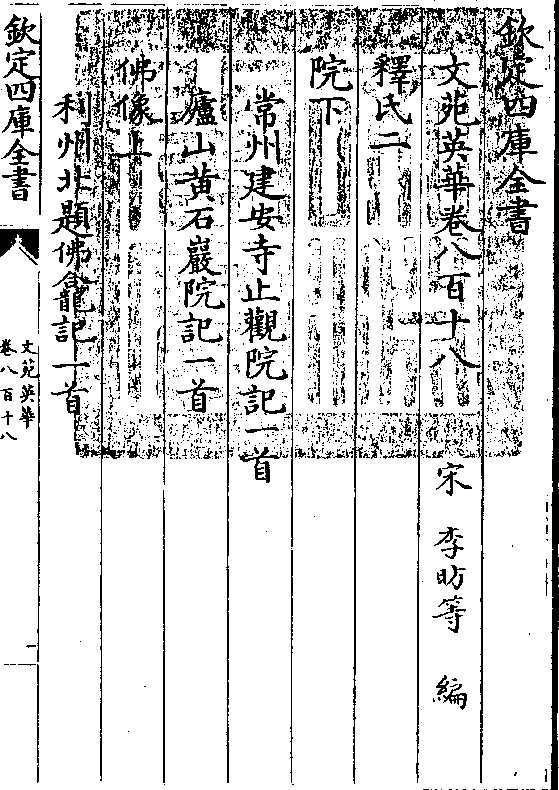 欽定四庫全書
文苑英華卷八百十八
宋 李昉等 編
釋氏二
院下
常州建安寺止觀院記一首
廬山黄石巖院記一首
佛像上
利州北題佛龕記一首
欽定四庫全書
文苑英華
卷八百十八
一